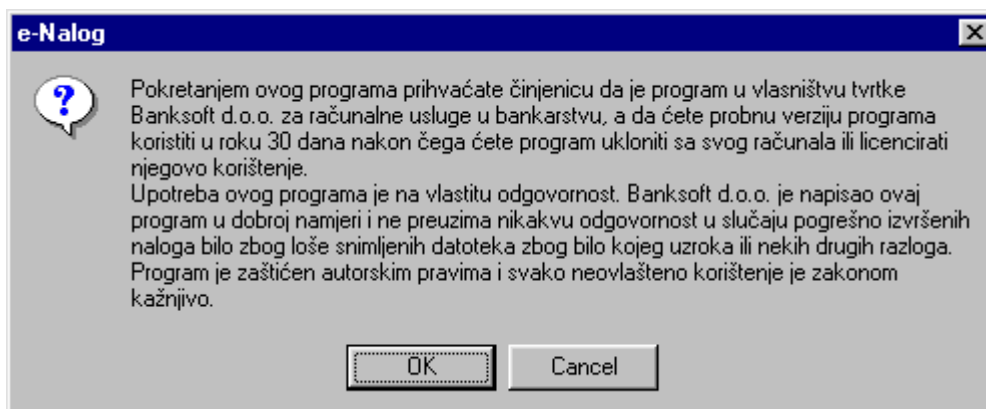 e-Nalog
Pokretanjem ovog programa prihvaćate činjenicu da je program u vlasništvu tvrtke
Banksoft d.o.o. za računalne usluge u bankarstvu, a da ćete probnu verziju programa
koristiti u roku 30 dana nakon čega ćete program ukloniti sa svog računala ili licencirati
njegovo korištenje.
Upotreba ovog programa je na vlastitu odgovornost. Banksoft d.o.o. je napisao ovaj
program u dobroj namjeri i ne preuzima nikakvu odgovornost u slučaju pogrešno izvršenih
naloga bilo zbog loše snimljenih datoteka zbog bilo kojeg uzroka ili nekih drugih razloga.
Program je zaštićen autorskim pravima i svako neovlašteno korištenje je zakonom
kažnjivo.
OK Cancel